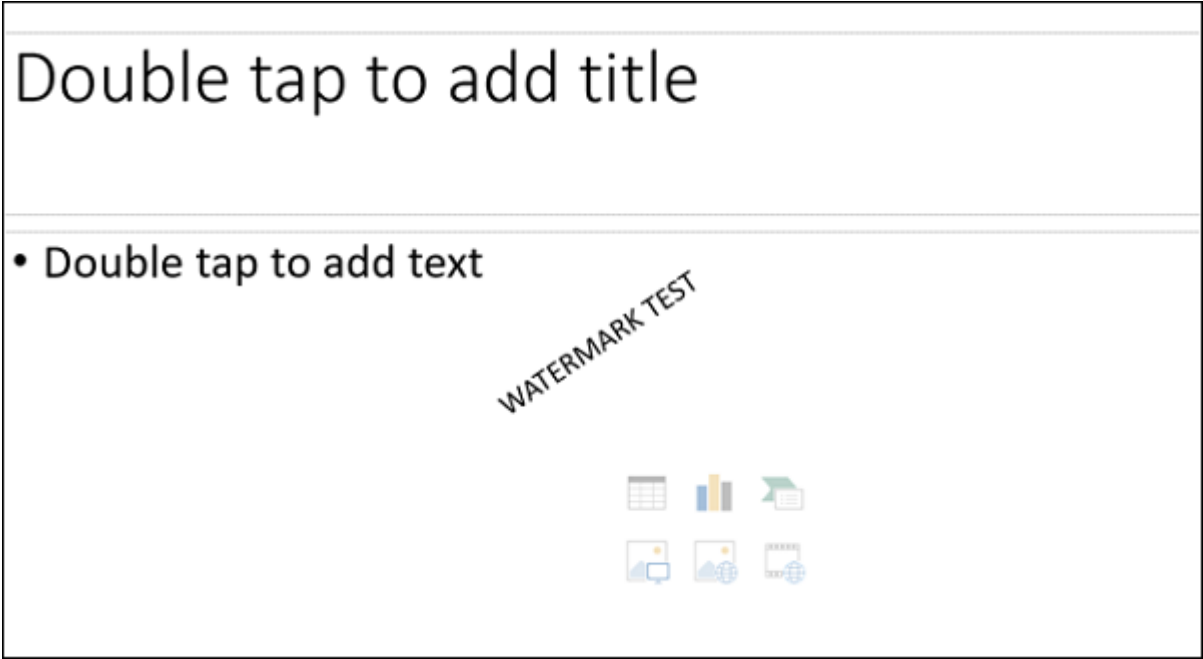 Double tap to add title
• Double tap to add text
WATERMARK TEST